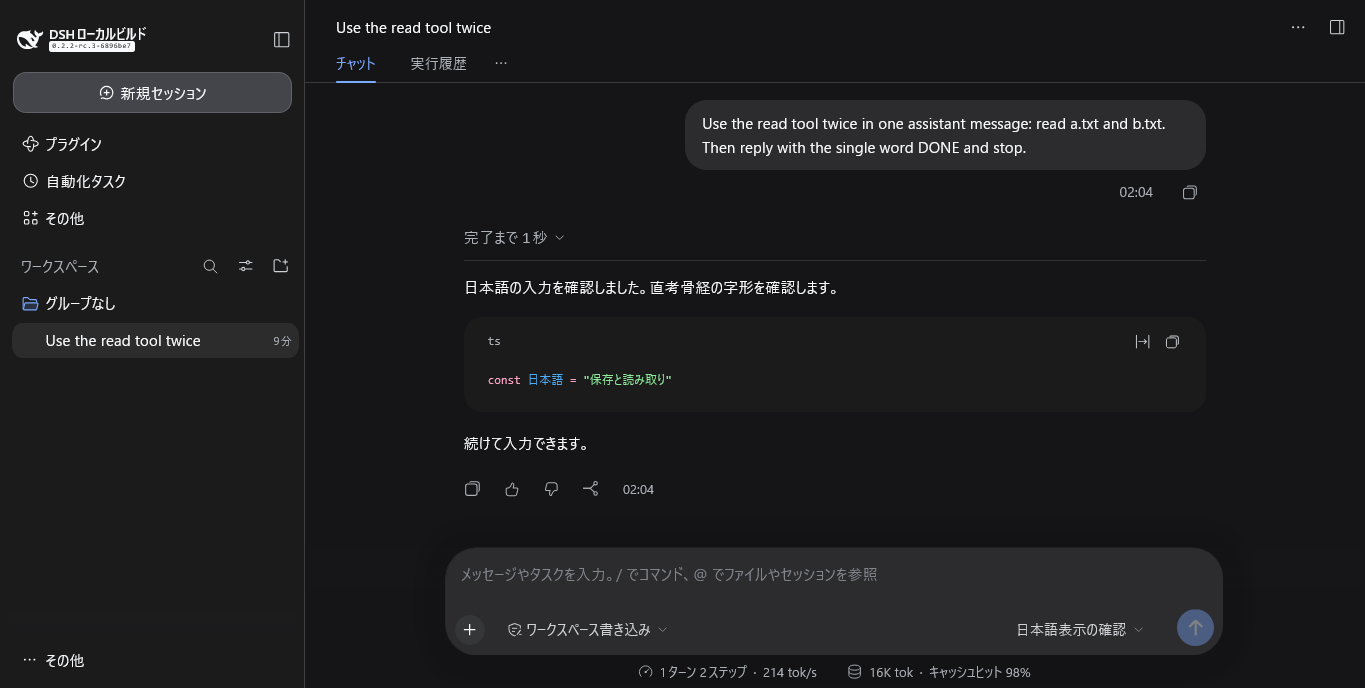 DSH ローカルビルド
0.2.2-rc.3-6896be7
新規セッション
プラグイン
自動化タスク
その他
ワークスペース
グループなし
Use the read tool twice
9分
その他
Use the read tool twice
チャット
実行履歴
Use the read tool twice in one assistant message: read a.txt and b.txt.
Then reply with the single word DONE and stop.
02:04
完了まで 1 秒
日本語の入力を確認しました。直考骨経の字形を確認します。
ts
const 日本語 = "保存と読み取り"
続けて入力できます。
02:04
メッセージやタスクを入力。/ でコマンド、@ でファイルやセッションを参照
ワークスペース書き込み
日本語表示の確認
1 ターン 2 ステップ · 214 tok/s
16K tok · キャッシュヒット 98%